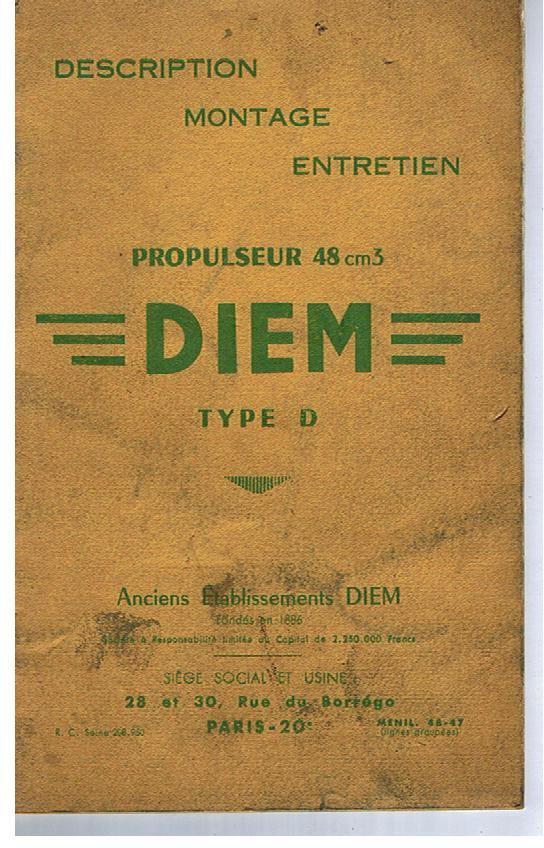 DESCRIPTION
MONTAGE
ENTRETIEN
PROPULSEUR 48 cm3
DIEM
TYPE D
Anciens Etablissements DIEM
fondés en 1886
Société à Responsabilité Limitée au Capital de 2.250.000 Francs
SIÈGE SOCIAL ET USINE
28 et 30, Rue du Borrégo
PARIS-20e
MENIL. 46-47
(lignes groupées)
R. C. Seine